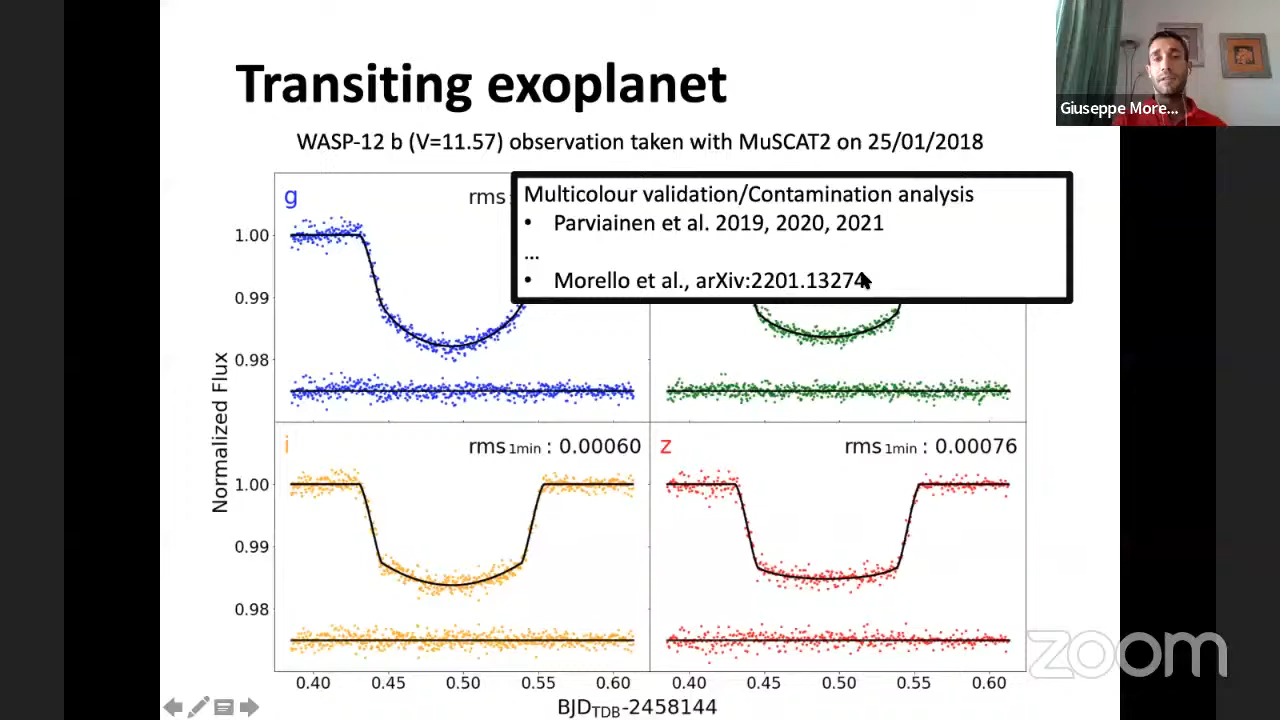 Transiting exoplanet
Giuseppe More...
WASP-12 b (V=11.57) observation taken with MuSCAT2 on 25/01/2018
g
rms
Multicolour validation/Contamination analysis
• Parviainen et al. 2019, 2020, 2021
...
• Morello et al., arXiv:2201.13274
1.00
0.99
0.98
Normalized Flux
i
rms 1min : 0.00060
z
rms 1min : 0.00076
1.00
0.99
0.98
0.40 0.45 0.50 0.55 0.60 0.40 0.45 0.50 0.55 0.60
BJDTDB-2458144
zoom